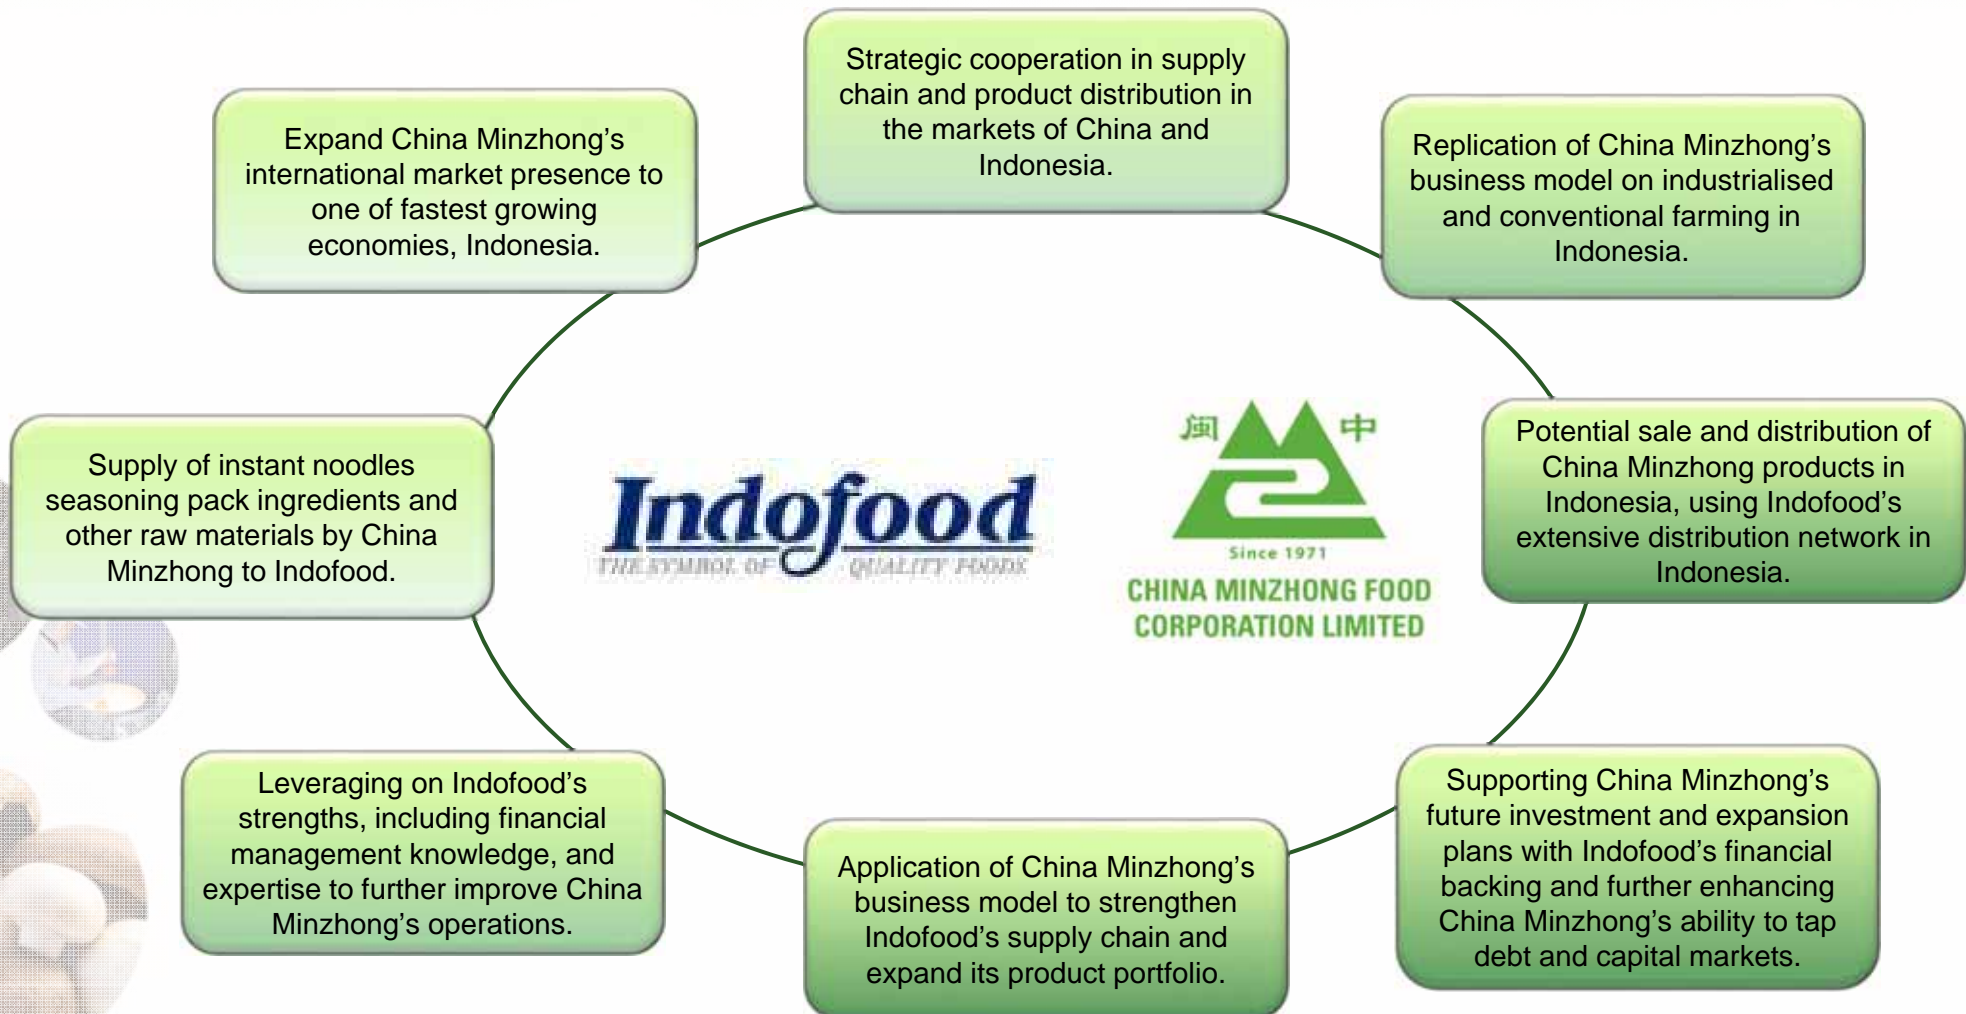 Strategic cooperation in supply
chain and product distribution in
the markets of China and
Indonesia.
Expand China Minzhong’s
international market presence to
one of fastest growing
economies, Indonesia.
Replication of China Minzhong’s
business model on industrialised
and conventional farming in
Indonesia.
Supply of instant noodles
seasoning pack ingredients and
other raw materials by China
Minzhong to Indofood.
Indofood
THE SYMBOL OF QUALITY FOODS
闽 中
Since 1971
CHINA MINZHONG FOOD
CORPORATION LIMITED
Potential sale and distribution of
China Minzhong products in
Indonesia, using Indofood’s
extensive distribution network in
Indonesia.
Leveraging on Indofood’s
strengths, including financial
management knowledge, and
expertise to further improve China
Minzhong’s operations.
Application of China Minzhong’s
business model to strengthen
Indofood’s supply chain and
expand its product portfolio.
Supporting China Minzhong’s
future investment and expansion
plans with Indofood’s financial
backing and further enhancing
China Minzhong’s ability to tap
debt and capital markets.